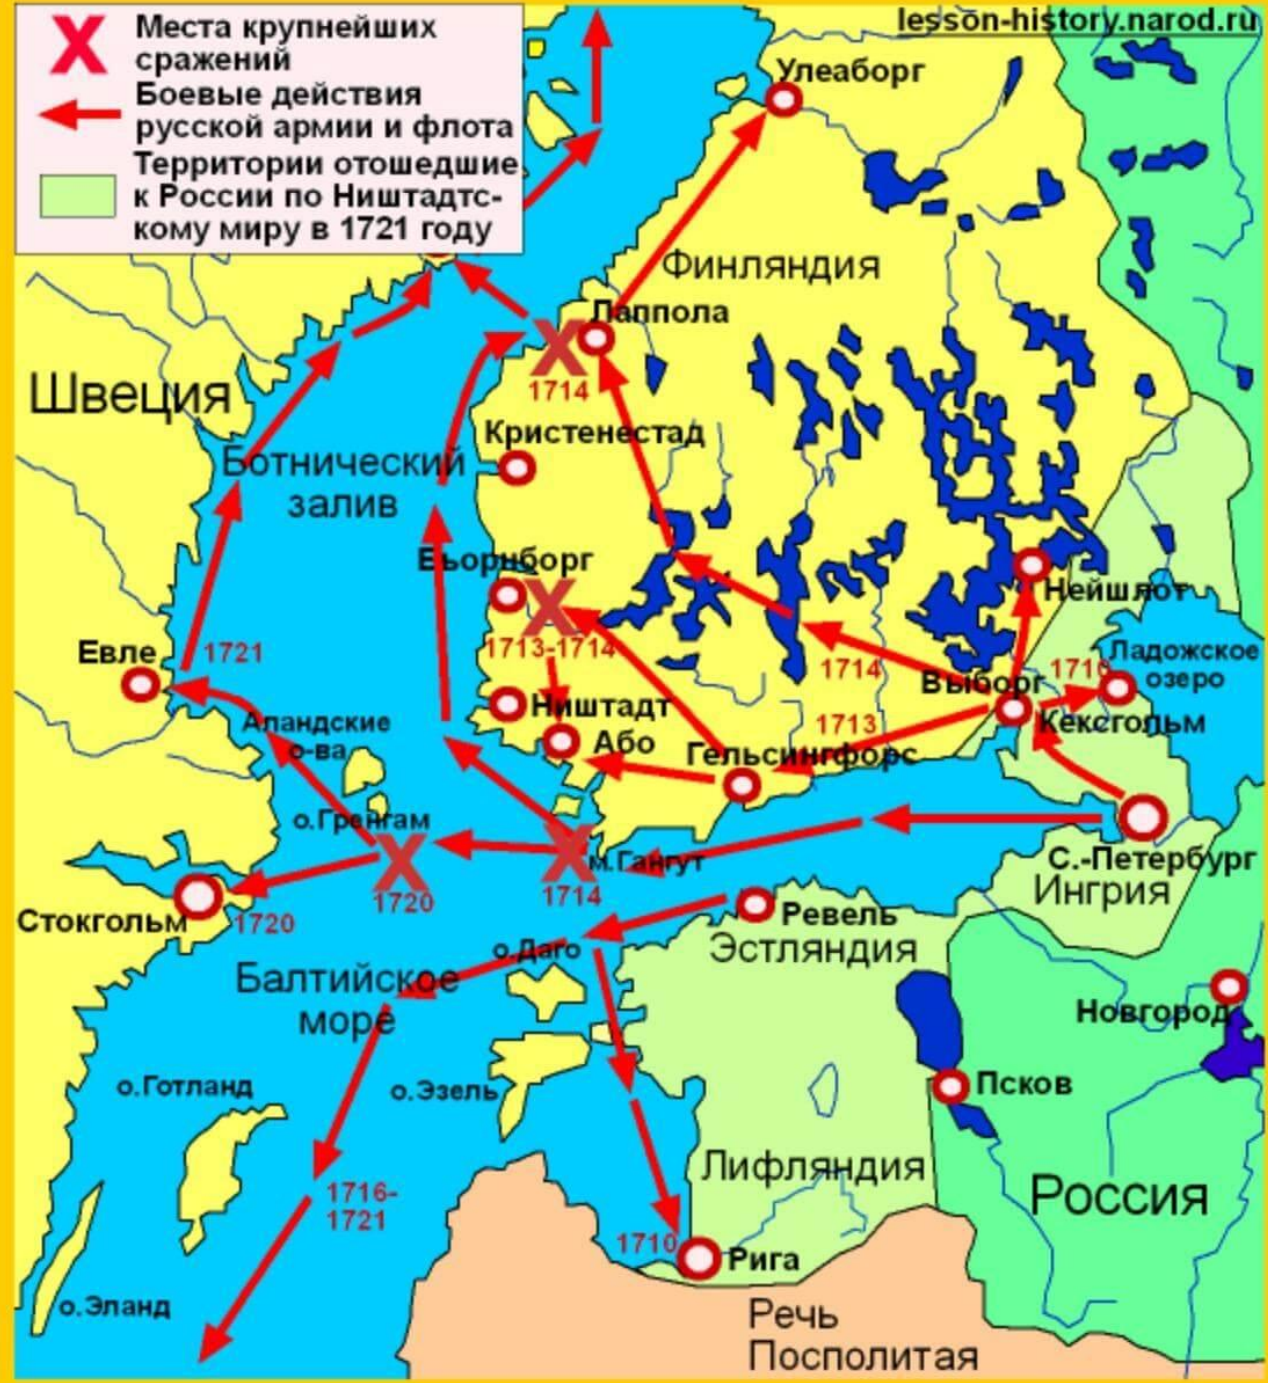 lesson-history.narod.ru
Места крупнейших
сражений
Боевые действия
русской армии и флота
Территории отошедшие
к России по Ништадтс-
кому миру в 1721 году
Улеаборг
Финляндия
Лаппола
1714
Швеция
Кристенестад
Ботнический
залив
Бьорнборг
Нейшлот
1713-1714
Евле
1721
1714
Выборг
1710
Ладожское
озеро
Ништадт
Аландские
о-ва
Або
1713
Кексгольм
Гельсингфорс
о.Гренгам
м.Гангут
С.-Петербург
1714
1720
Ингрия
Стокгольм
1720
Ревель
Эстляндия
о.Даго
Балтийское
море
Новгород
о.Готланд
о.Эзель
Псков
Лифляндия
1716-
1721
Россия
1710
Рига
о.Эланд
Речь
Посполитая